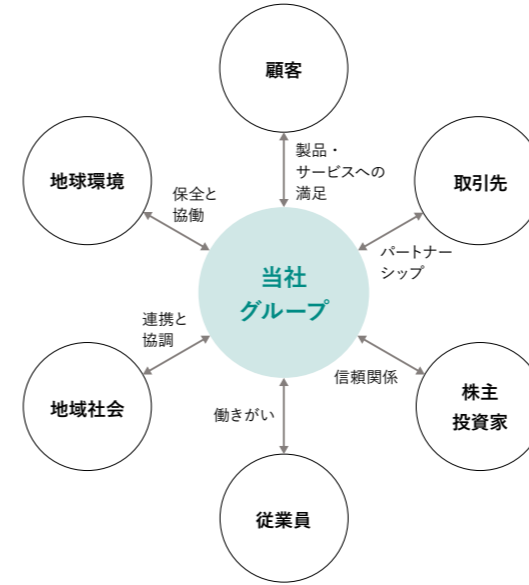 顧客
製品・
サービスへの
満足
地球環境
保全と
協働
取引先
パートナー
シップ
当社
グループ
連携と
協調
地域社会
信頼関係
株主
投資家
働きがい
従業員